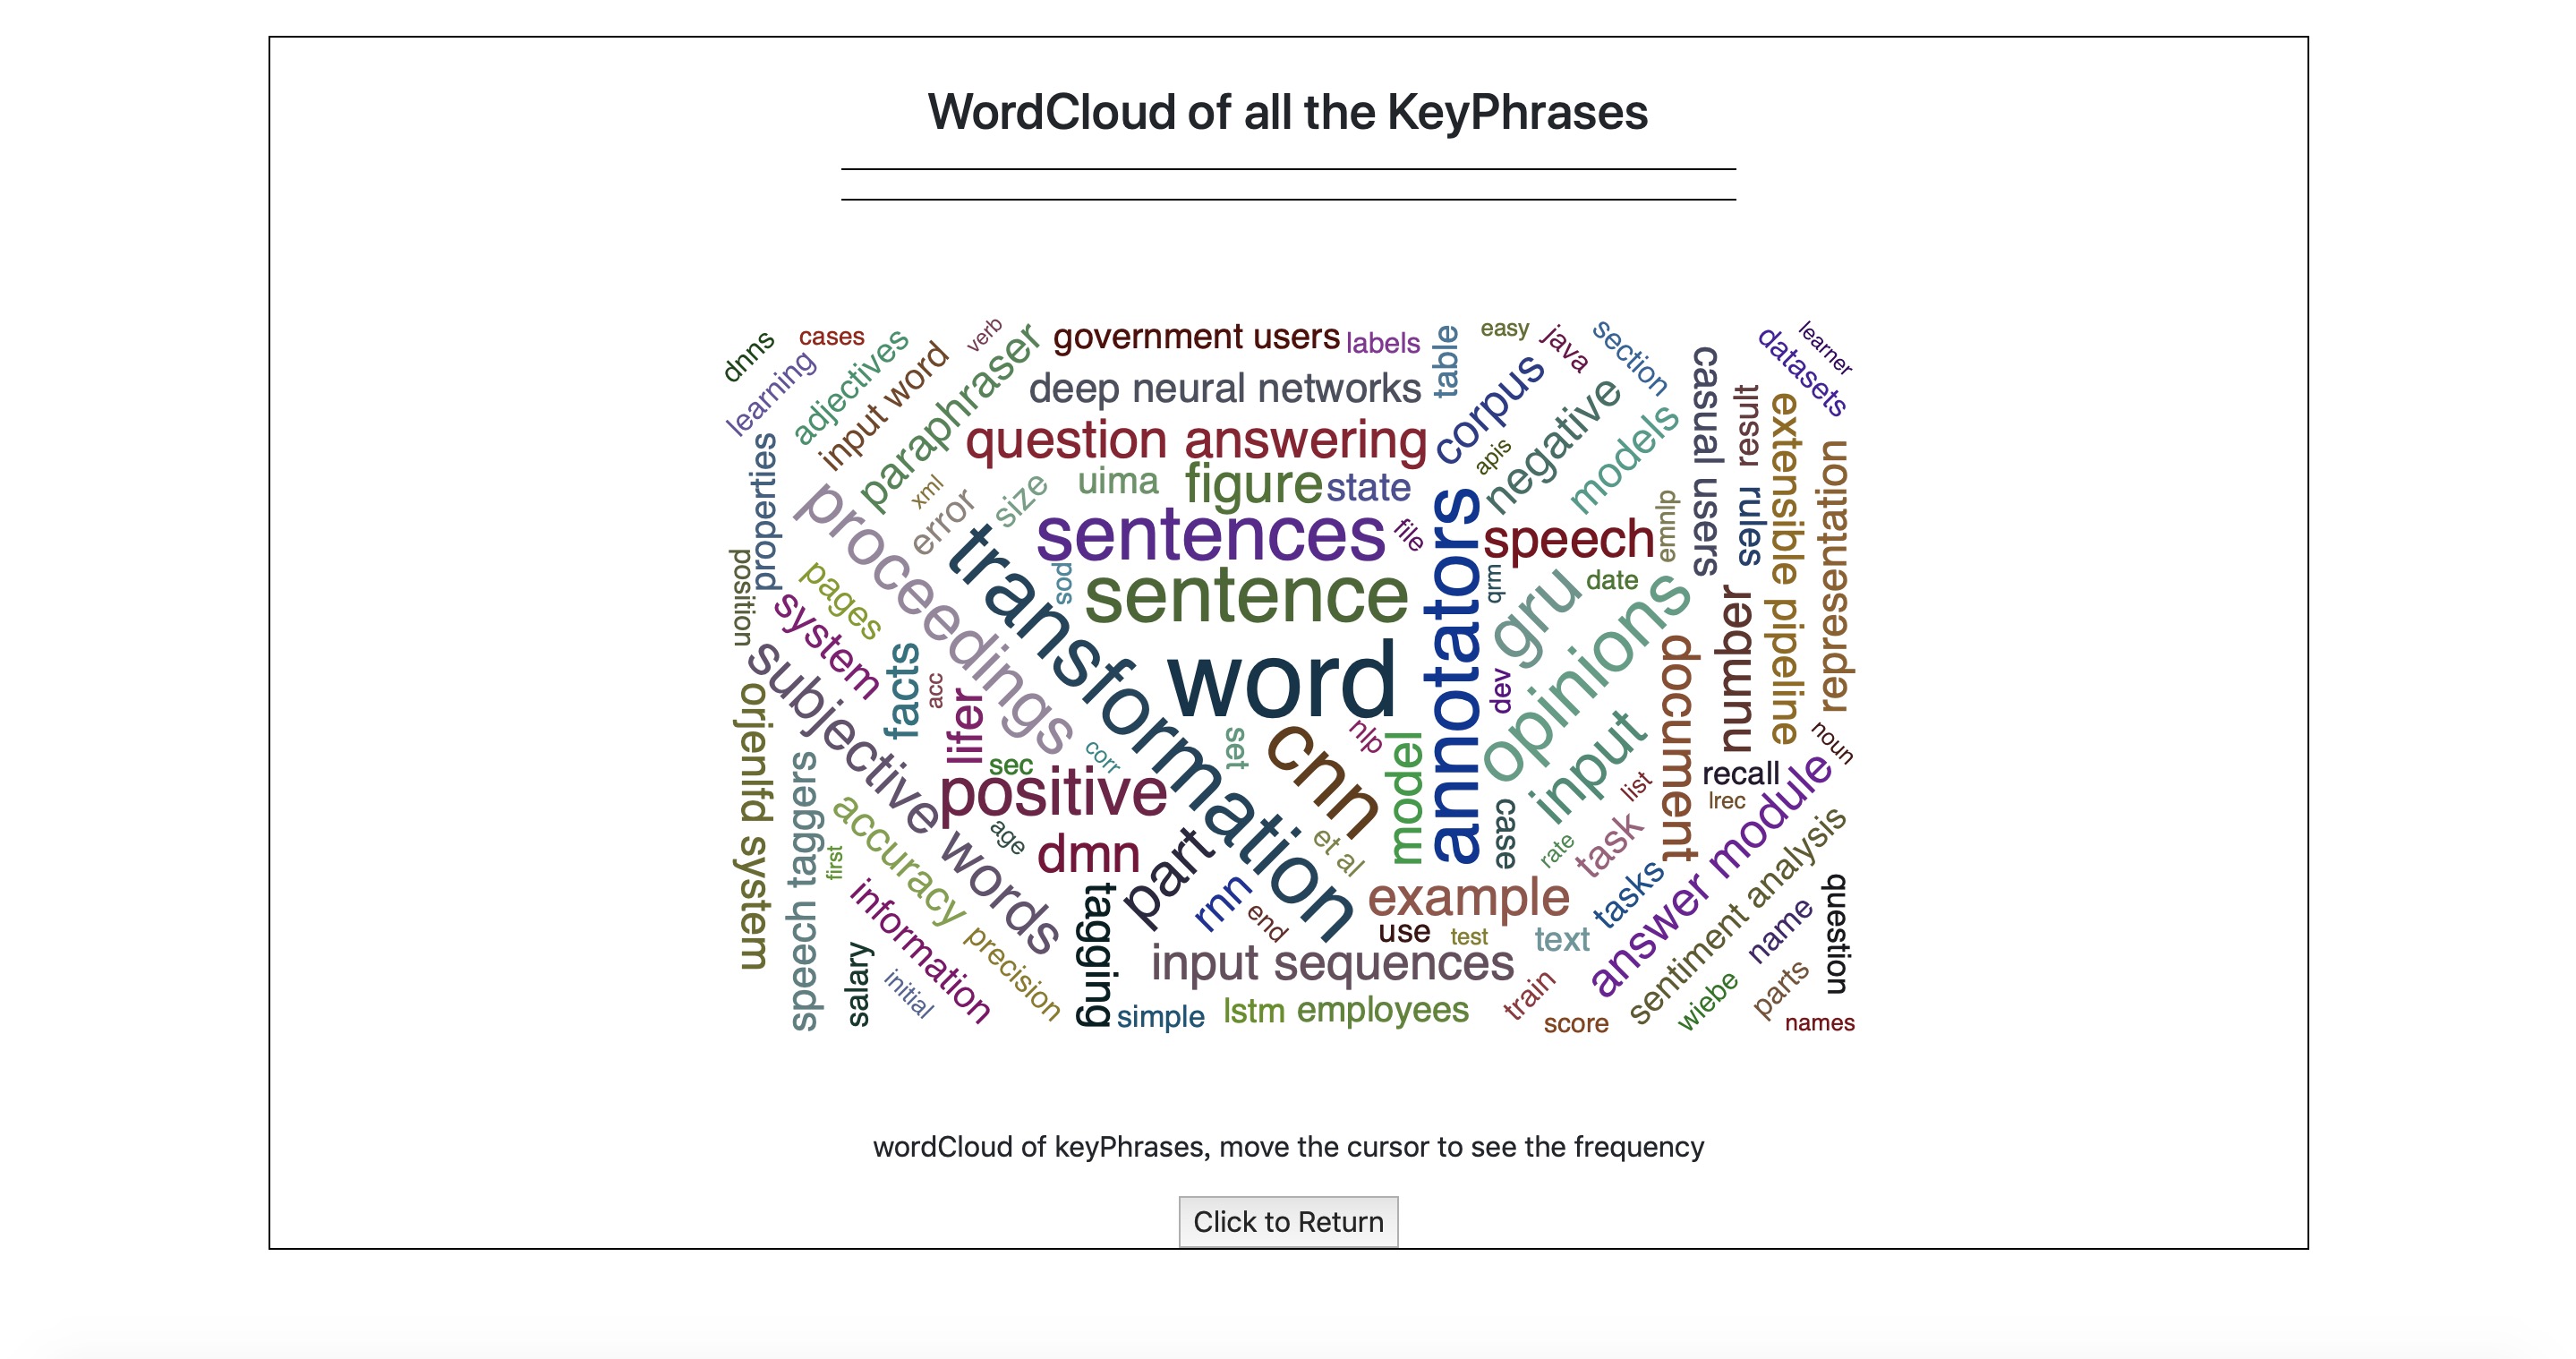 WordCloud of all the KeyPhrases
dnns
cases
learning
adjectives
input word
verb
paraphraser
government users
labels
table
easy
java
section
learner
datasets
deep neural networks
corpus
casual users
result
question answering
apis
negative
models
extensible pipeline
representation
properties
xml
error
size
uima
figure
state
proceedings
transformation
sentences
file
annotators
speech
emnlp
rules
position
pages
system
pos
sentence
qrm
gru
date
opinions
number
document
subjective words
facts
acc
lifer
word
dev
orjenlfd system
speech taggers
sec
corr
set
cnn
nlp
model
input
noun
recall
lrec
list
answer module
positive
accuracy
first
age
dmn
part
et al
case
rate
task
sentiment analysis
information
precision
tagging
rnn
end
example
use
test
text
tasks
name
question
salary
initial
input sequences
simple
lstm
employees
train
score
wiebe
parts
names
wordCloud of keyPhrases, move the cursor to see the frequency
Click to Return